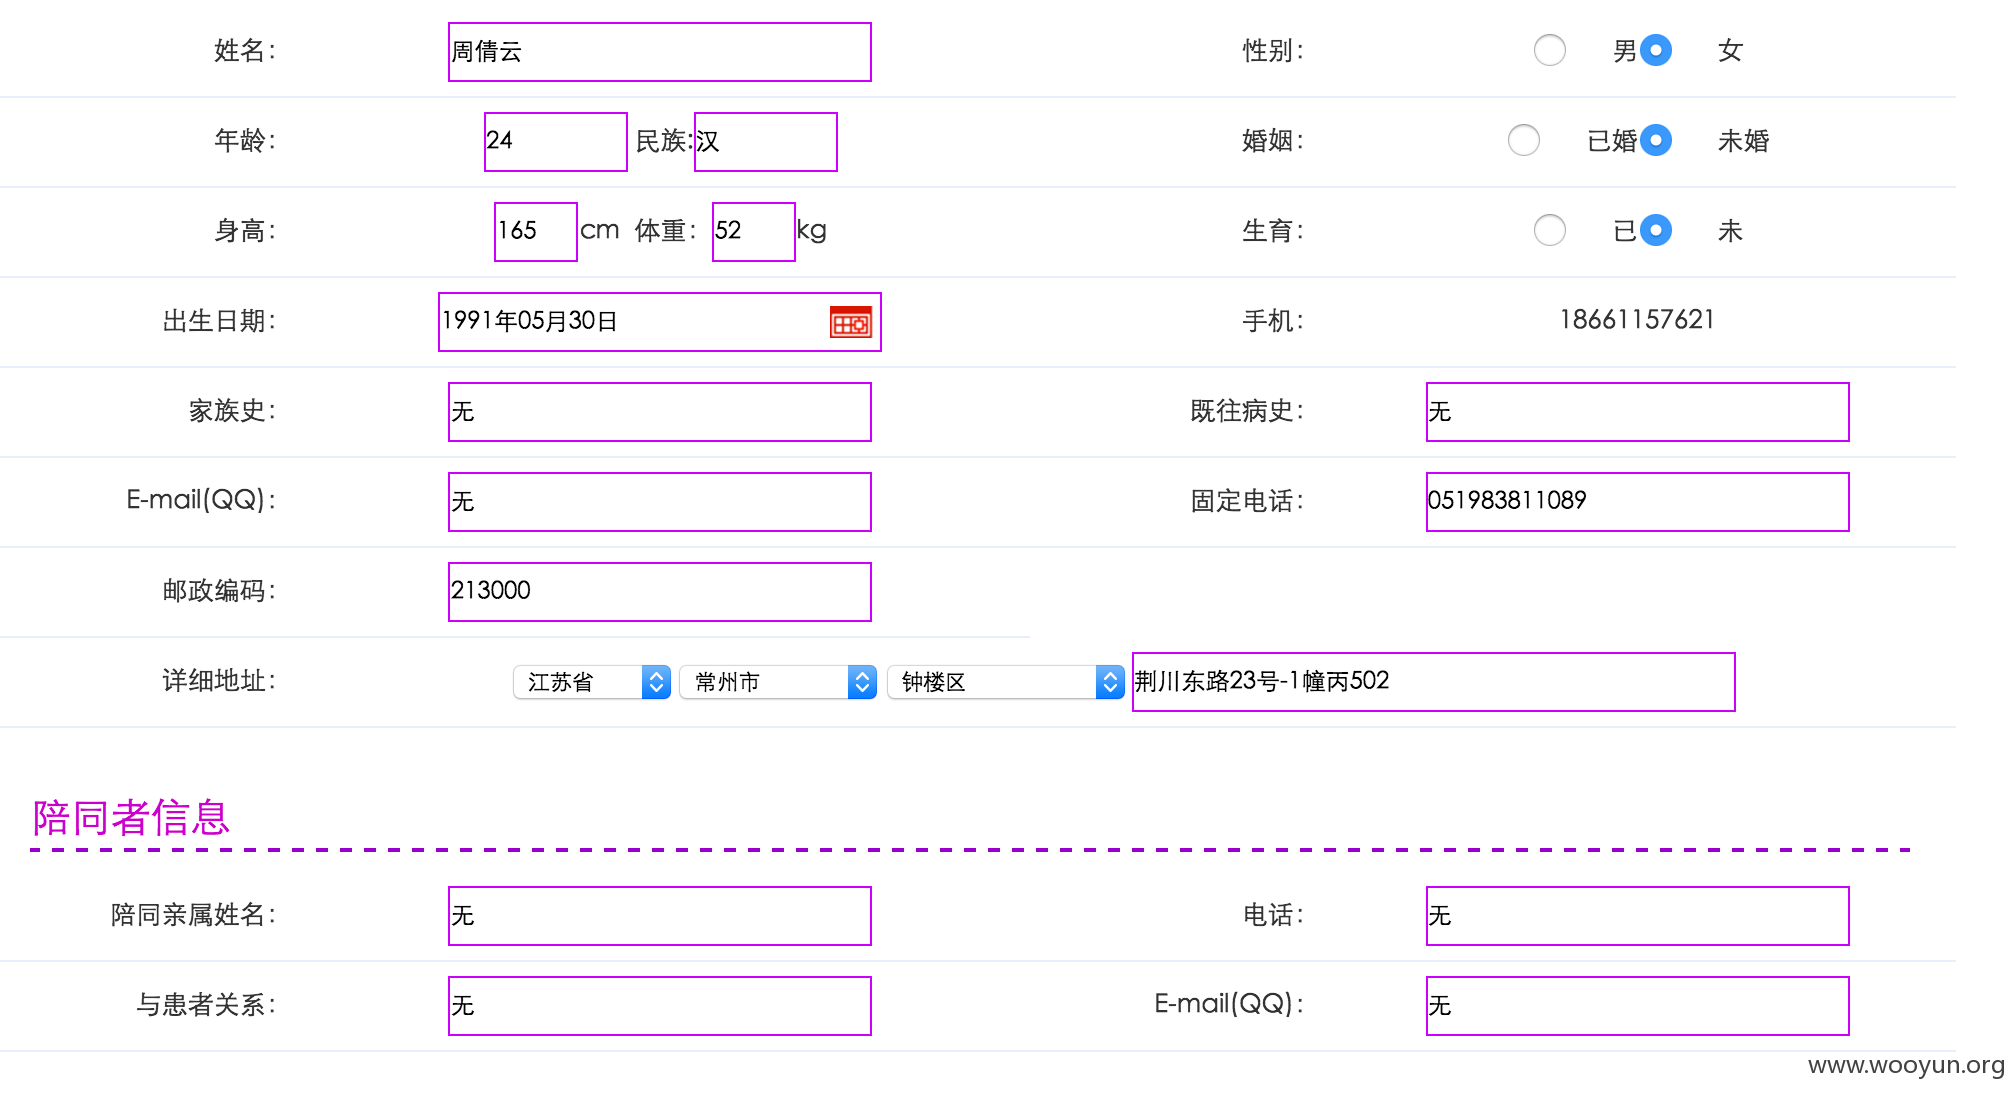 姓名： 周倩云 性别： 男 女
年龄： 24 民族: 汉 婚姻： 已婚 未婚
身高： 165 cm 体重： 52 kg 生育： 已 未
出生日期： 1991年05月30日 手机： 18661157621
家族史： 无 既往病史： 无
E-mail(QQ)： 无 固定电话： 051983811089
邮政编码： 213000
详细地址： 江苏省 常州市 钟楼区 荆川东路23号-1幢丙502
陪同者信息
陪同亲属姓名： 无 电话： 无
与患者关系： 无 E-mail(QQ)： 无
www.wooyun.org